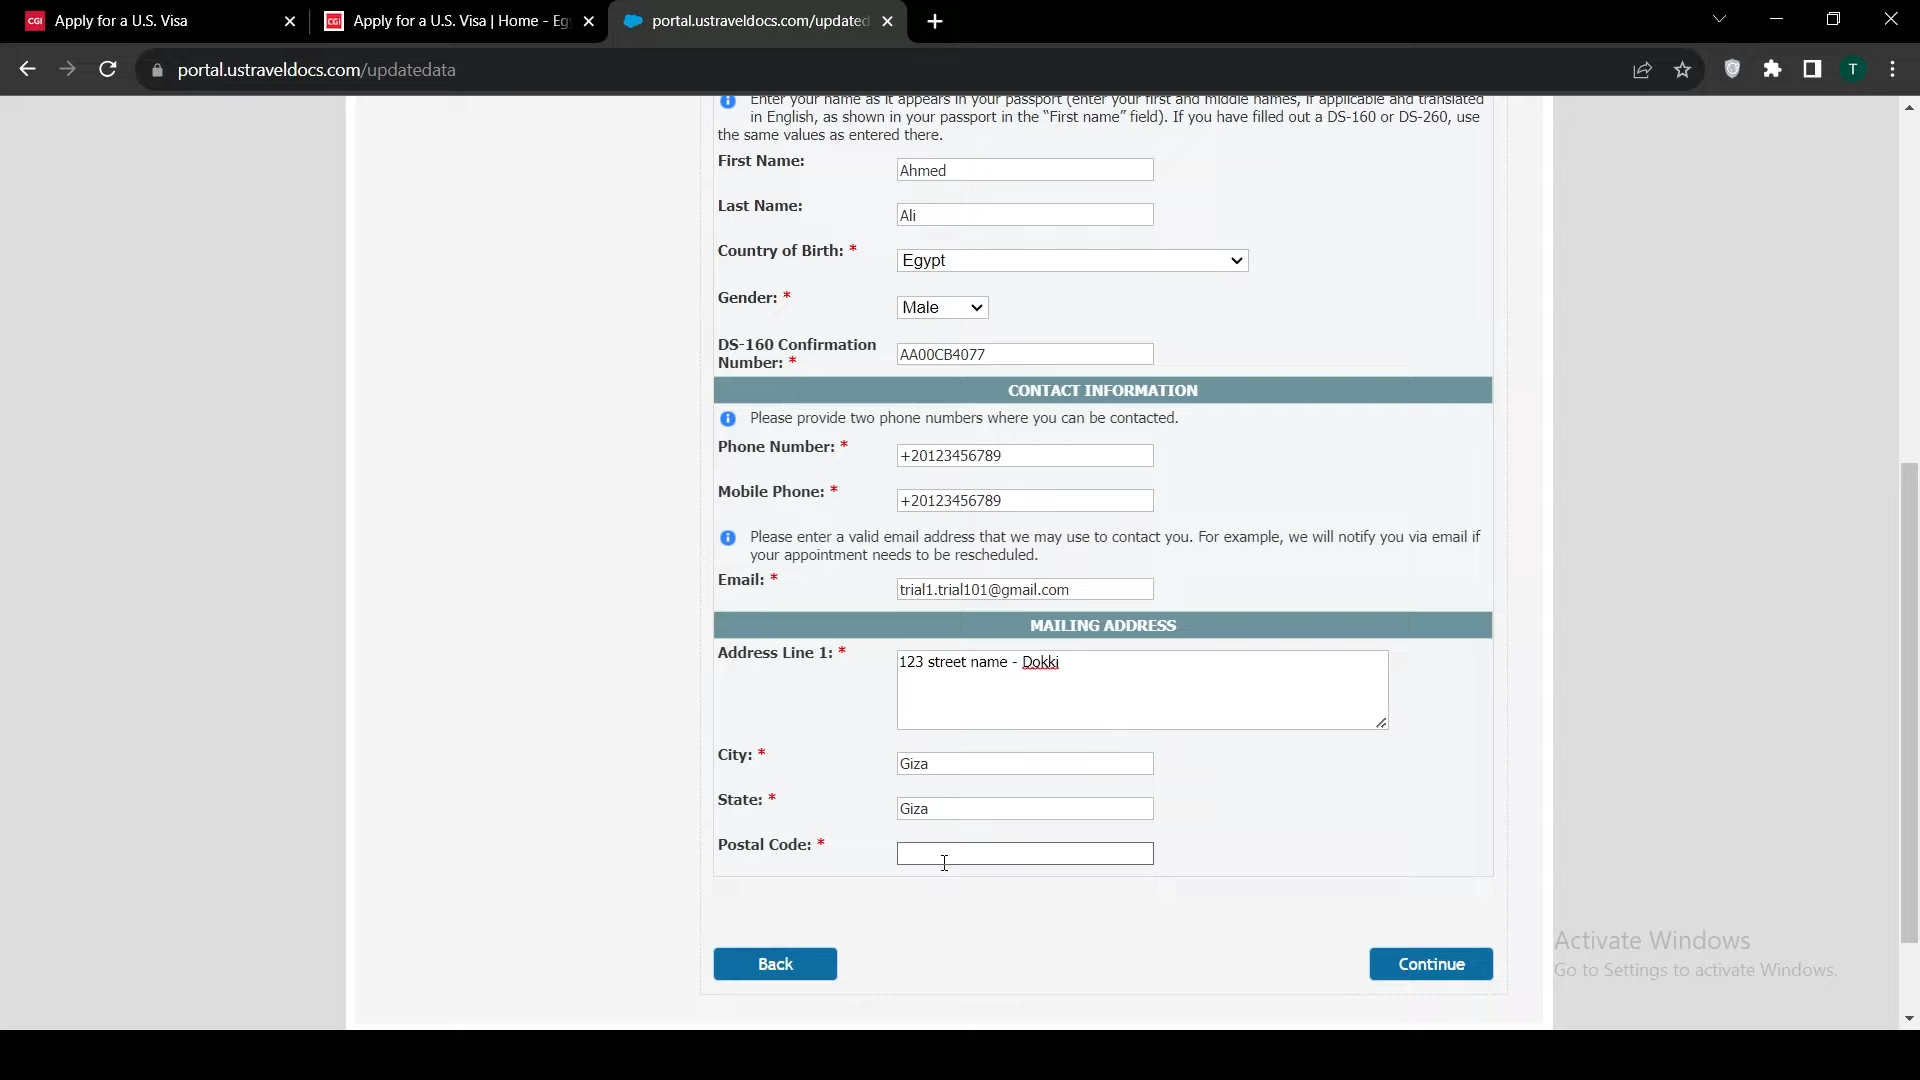 CGI Apply for a U.S. Visa
CGI Apply for a U.S. Visa | Home - Eg
portal.ustraveldocs.com/updated
portal.ustraveldocs.com/updatedata
T
Enter your name as it appears in your passport (enter your first and middle names, if applicable and translated
in English, as shown in your passport in the “First name” field). If you have filled out a DS-160 or DS-260, use
the same values as entered there.
First Name:
Ahmed
Last Name:
Ali
Country of Birth: *
Egypt
Gender: *
Male
DS-160 Confirmation
Number: *
AA00CB4077
CONTACT INFORMATION
Please provide two phone numbers where you can be contacted.
Phone Number: *
+20123456789
Mobile Phone: *
+20123456789
Please enter a valid email address that we may use to contact you. For example, we will notify you via email if
your appointment needs to be rescheduled.
Email: *
trial1.trial101@gmail.com
MAILING ADDRESS
Address Line 1: *
123 street name - Dokki
City: *
Giza
State: *
Giza
Postal Code: *
Back
Continue
Activate Windows
Go to Settings to activate Windows.